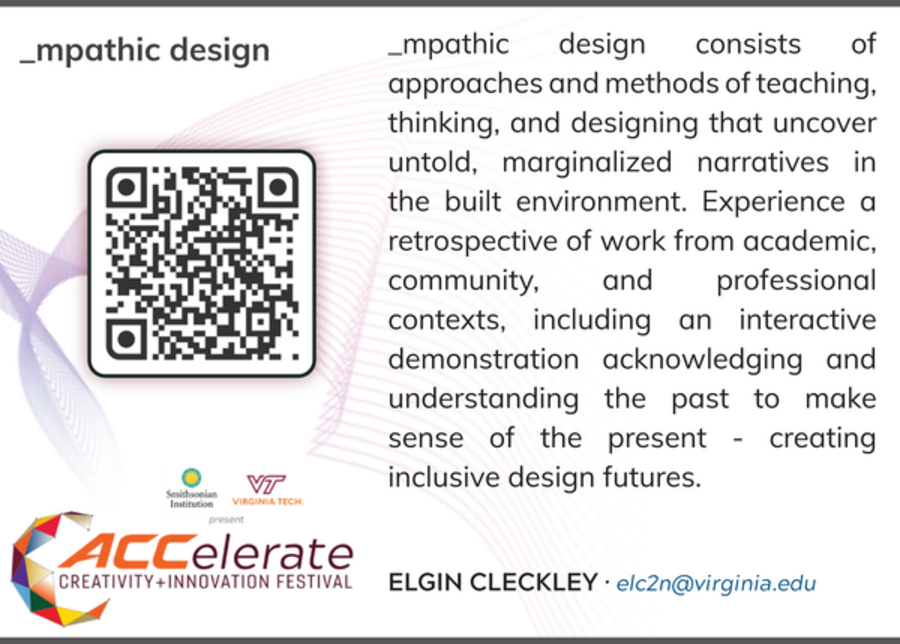 _mpathic design
_mpathic design consists of
approaches and methods of teaching,
thinking, and designing that uncover
untold, marginalized narratives in
the built environment. Experience a
retrospective of work from academic,
community, and professional
contexts, including an interactive
demonstration acknowledging and
understanding the past to make
sense of the present - creating
inclusive design futures.
Smithsonian
Institution
VT
VIRGINIA TECH.
present
ACCelerate
CREATIVITY+INNOVATION FESTIVAL
ELGIN CLECKLEY · elc2n@virginia.edu